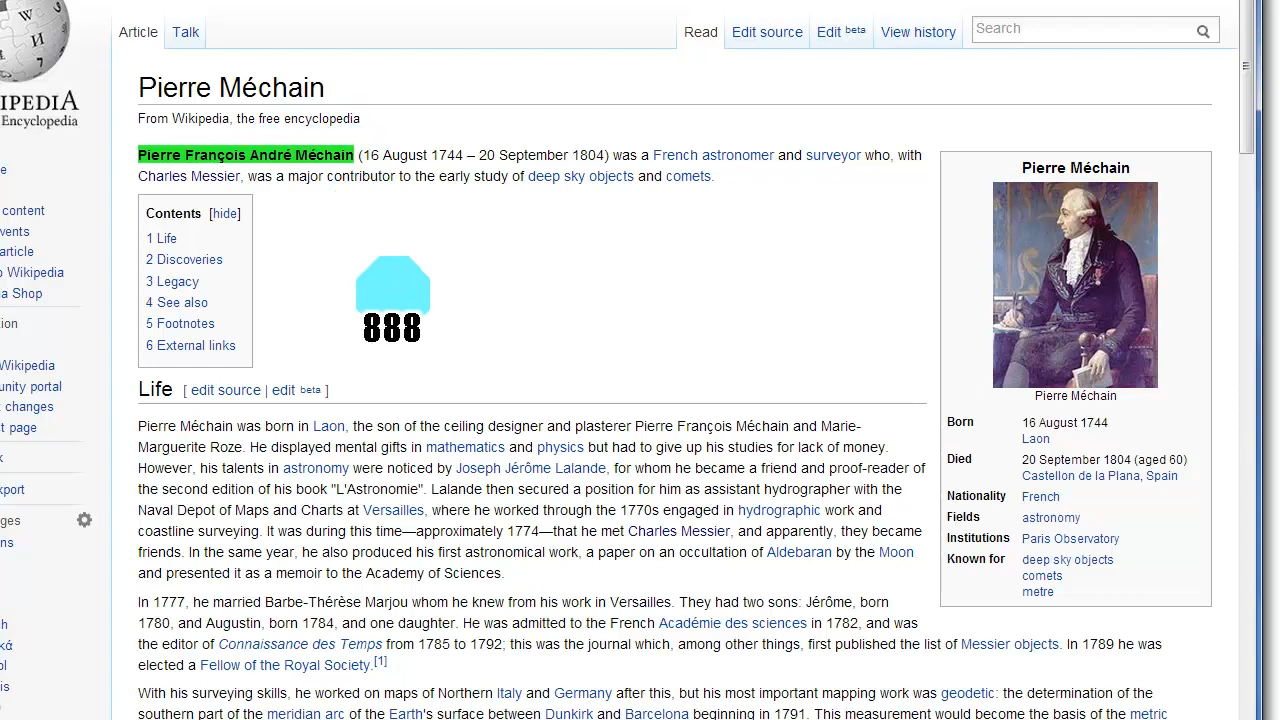 IPEDIA
Encyclopedia
content
article
Wikipedia
changes
page
Article Talk
Read Edit source Edit beta View history Search
Pierre Méchain
From Wikipedia, the free encyclopedia
Pierre François André Méchain (16 August 1744 – 20 September 1804) was a French astronomer and surveyor who, with
Charles Messier, was a major contributor to the early study of deep sky objects and comets.
Contents [hide]
1 Life
2 Discoveries
3 Legacy
4 See also
5 Footnotes
6 External links
888
Life [ edit source | edit beta ]
Pierre Méchain was born in Laon, the son of the ceiling designer and plasterer Pierre François Méchain and Marie-
Marguerite Roze. He displayed mental gifts in mathematics and physics but had to give up his studies for lack of money.
However, his talents in astronomy were noticed by Joseph Jérôme Lalande, for whom he became a friend and proof-reader of
the second edition of his book "L'Astronomie". Lalande then secured a position for him as assistant hydrographer with the
Naval Depot of Maps and Charts at Versailles, where he worked through the 1770s engaged in hydrographic work and
coastline surveying. It was during this time—approximately 1774—that he met Charles Messier, and apparently, they became
friends. In the same year, he also produced his first astronomical work, a paper on an occultation of Aldebaran by the Moon
and presented it as a memoir to the Academy of Sciences.
In 1777, he married Barbe-Thérèse Marjou whom he knew from his work in Versailles. They had two sons: Jérôme, born
1780, and Augustin, born 1784, and one daughter. He was admitted to the French Académie des sciences in 1782, and was
the editor of Connaissance des Temps from 1785 to 1792; this was the journal which, among other things, first published the list of Messier objects. In 1789 he was
elected a Fellow of the Royal Society.[1]
With his surveying skills, he worked on maps of Northern Italy and Germany after this, but his most important mapping work was geodetic: the determination of the
southern part of the meridian arc of the Earth's surface between Dunkirk and Barcelona beginning in 1791. This measurement would become the basis of the metric
Pierre Méchain
Pierre Méchain
Born 16 August 1744
Laon
Died 20 September 1804 (aged 60)
Castellon de la Plana, Spain
Nationality French
Fields astronomy
Institutions Paris Observatory
Known for deep sky objects
comets
metre